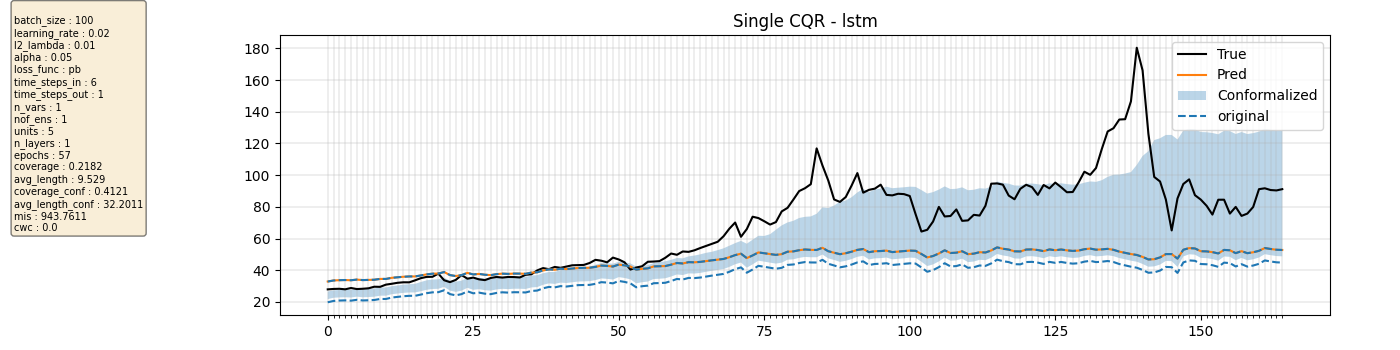 batch_size : 100
learning_rate : 0.02
l2_lambda : 0.01
alpha : 0.05
loss_func : pb
time_steps_in : 6
time_steps_out : 1
n_vars : 1
nof_ens : 1
units : 5
n_layers : 1
epochs : 57
coverage : 0.2182
avg_length : 9.529
coverage_conf : 0.4121
avg_length_conf : 32.2011
mis : 943.7611
cwc : 0.0
Single CQR - lstm
180
160
140
120
100
80
60
40
20
0 25 50 75 100 125 150
True
Pred
Conformalized
original